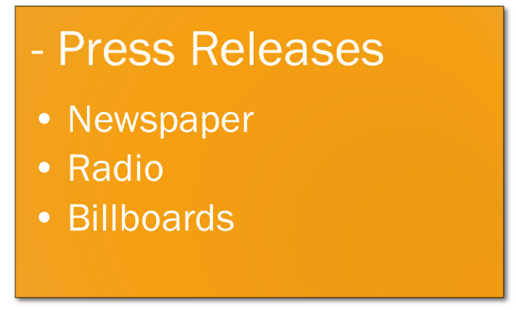 - Press Releases
• Newspaper
• Radio
• Billboards